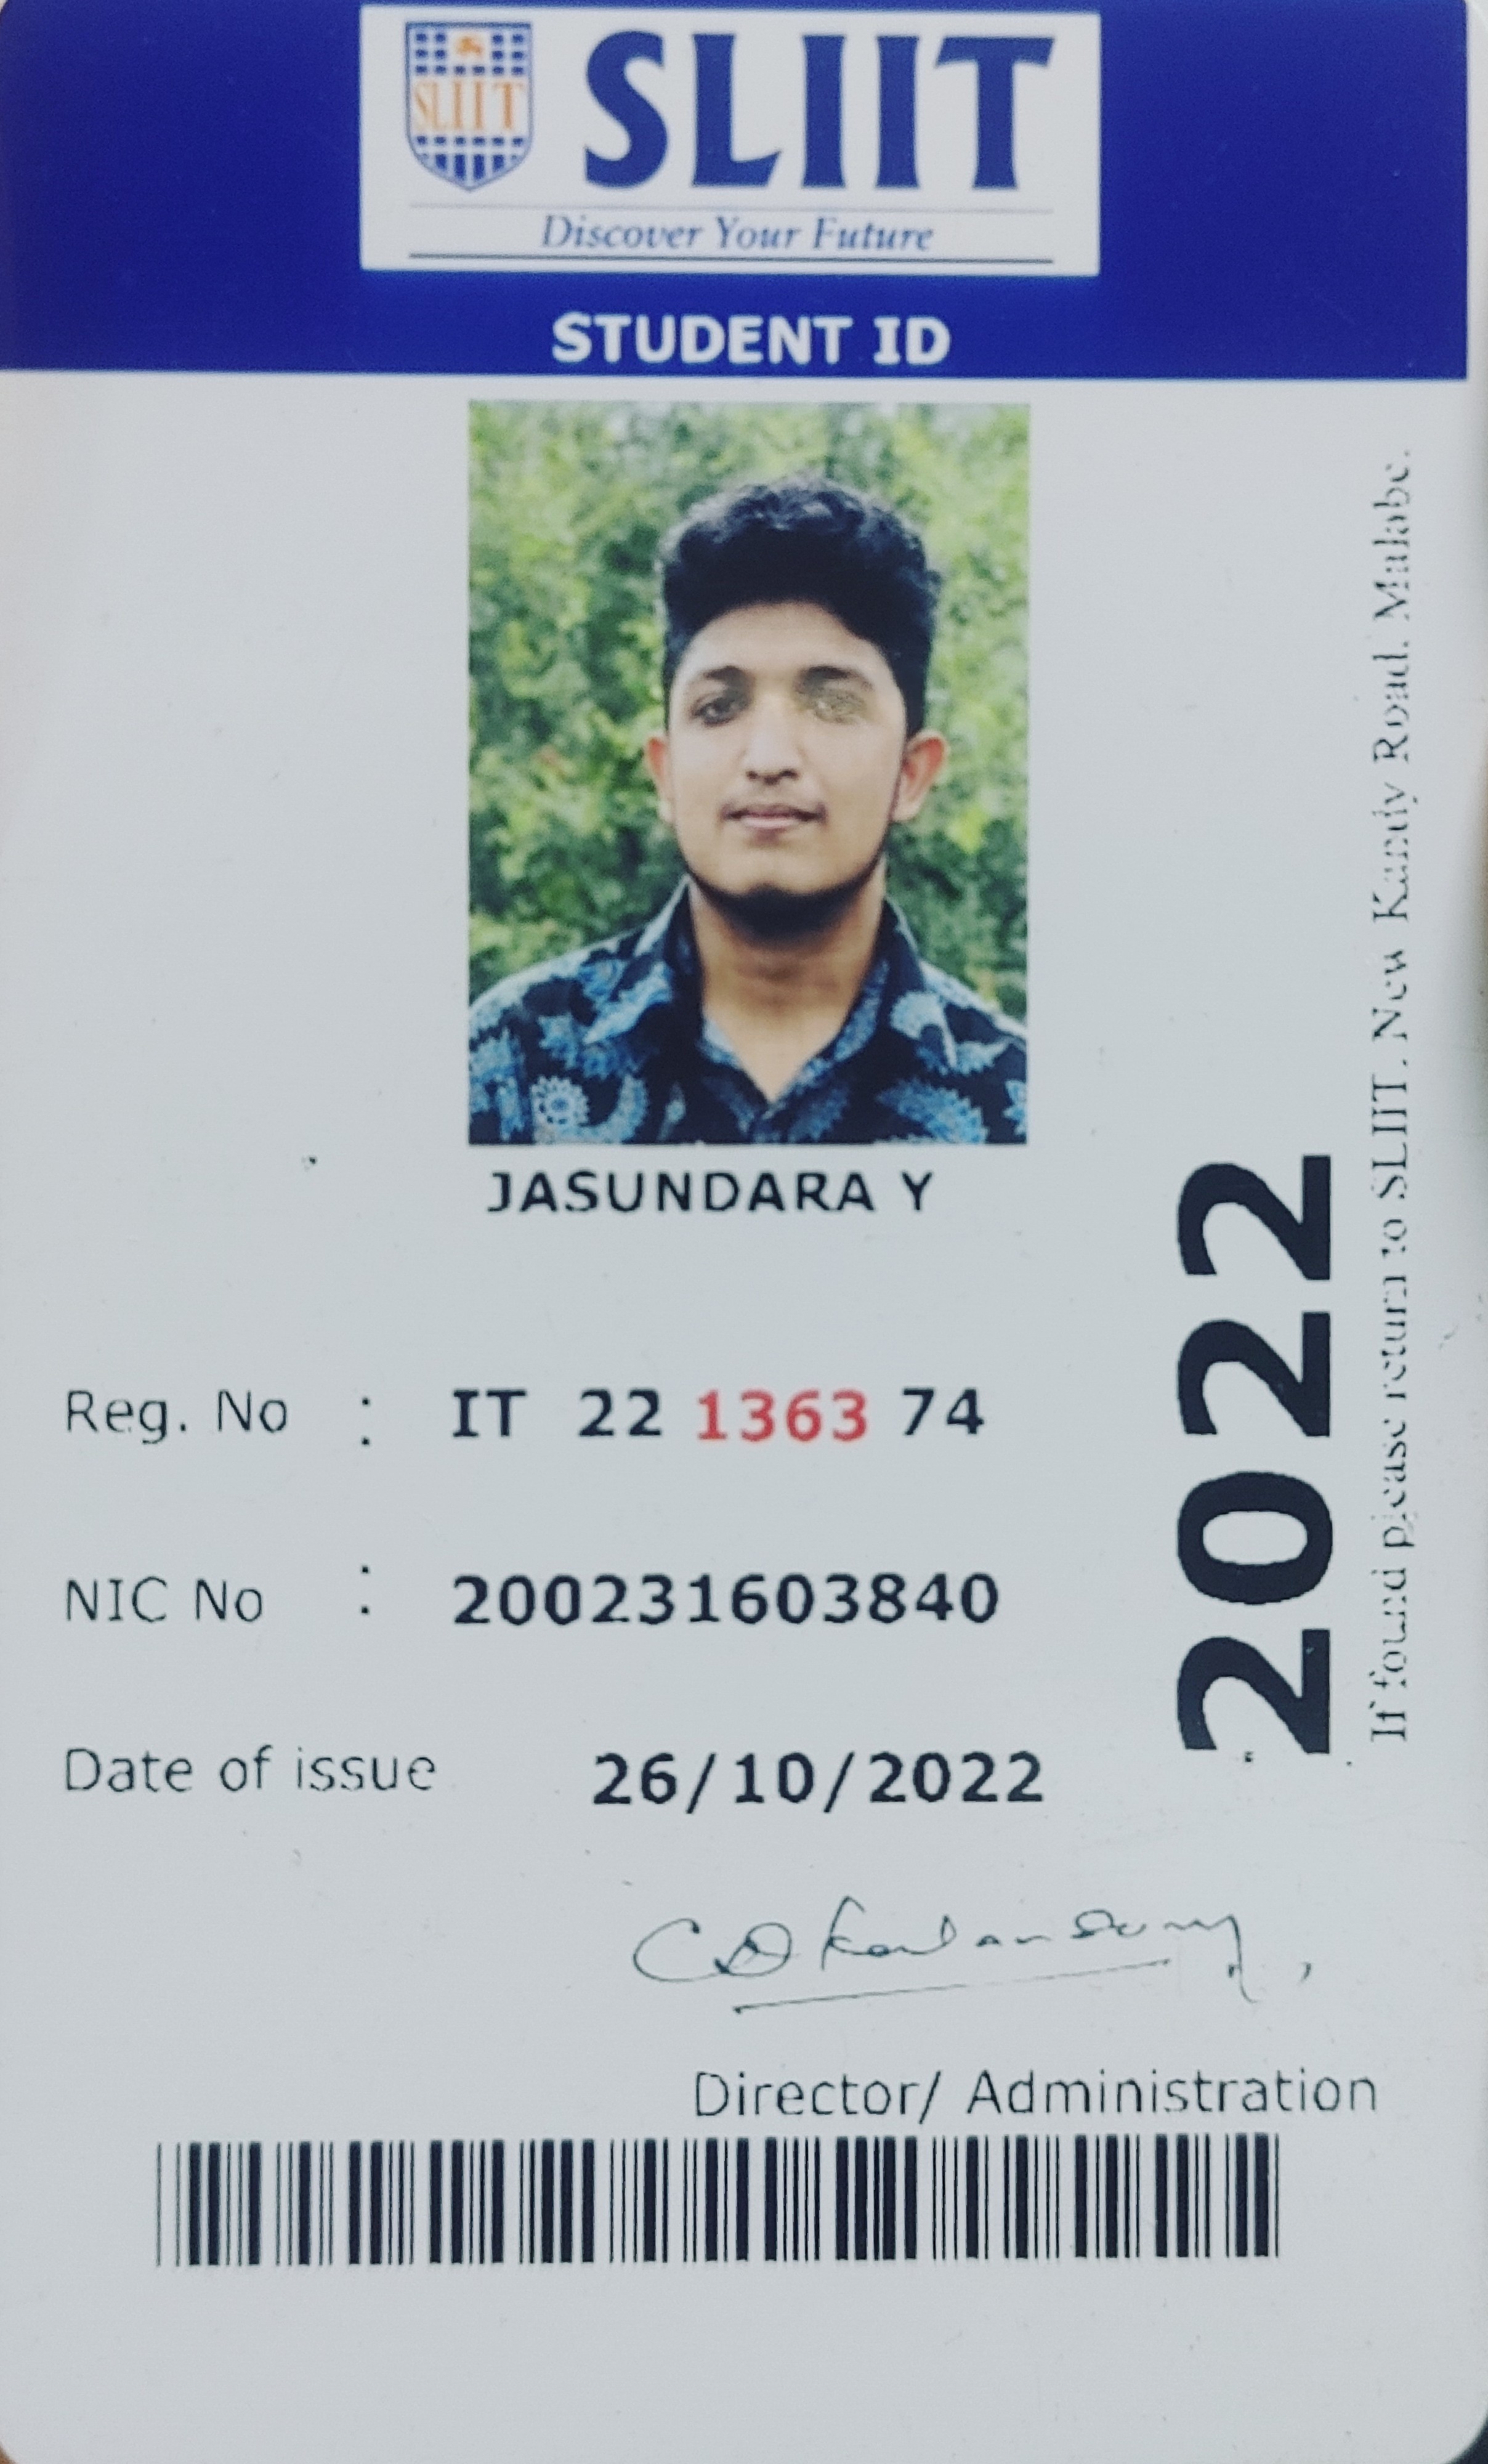 SLIIT
SLIIT
Discover Your Future
STUDENT ID
JASUNDARA Y
Reg. No : IT 22 1363 74
NIC No : 200231603840
Date of issue 26/10/2022
Director/ Administration
2022
If found please return to SLIIT, New Kandy Road, Malabe.